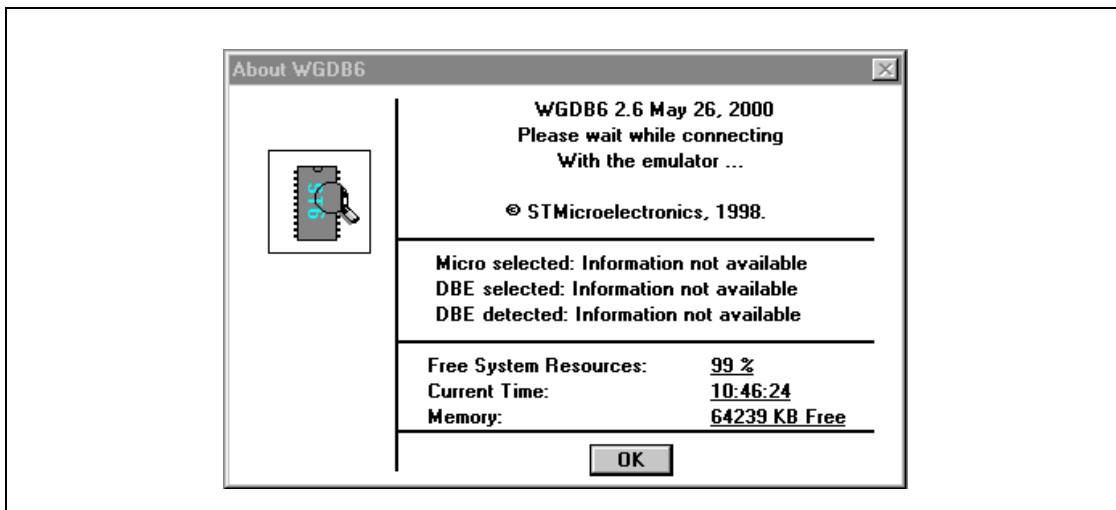 About WGDB6
WGDB6 2.6 May 26, 2000
Please wait while connecting
With the emulator ...
© STMicroelectronics, 1998.
ST6
Micro selected: Information not available
DBE selected: Information not available
DBE detected: Information not available
Free System Resources: 99 %
Current Time: 10:46:24
Memory: 64239 KB Free
OK